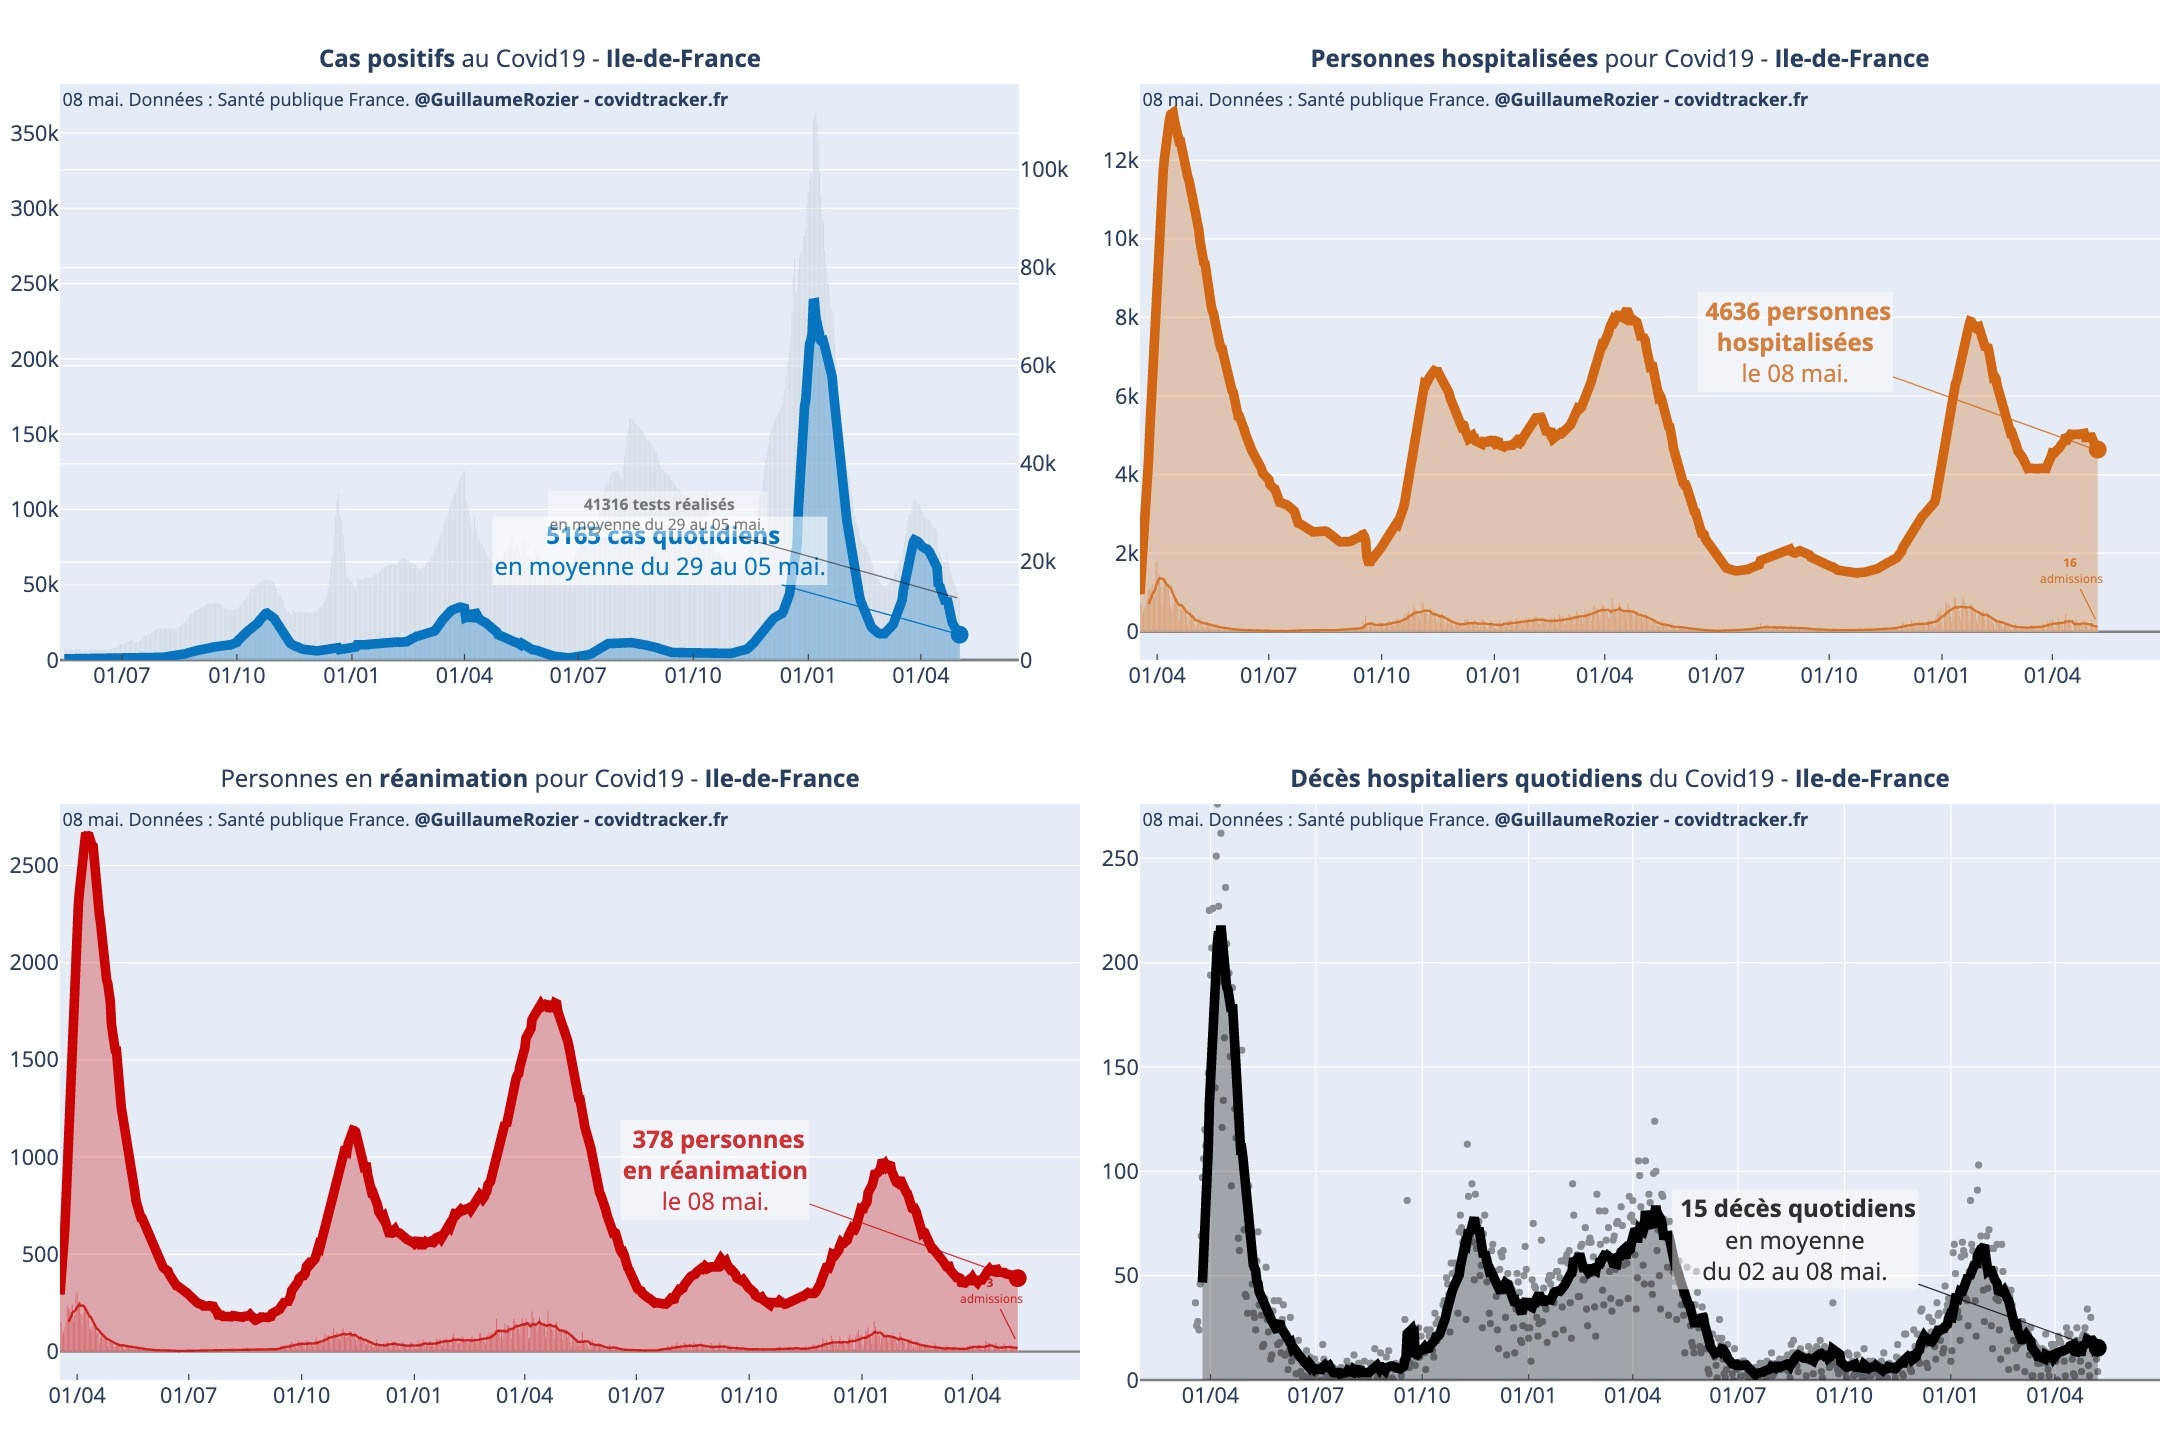 Cas positifs au Covid19 - Ile-de-France
08 mai. Données : Santé publique France. @GuillaumeRozier - covidtracker.fr
350k
300k
250k
200k
150k
100k
50k
0
100k
80k
60k
40k
20k
0
41316 tests réalisés
en moyenne du 29 au 05 mai.
5165 cas quotidiens
en moyenne du 29 au 05 mai.
01/07 01/10 01/01 01/04 01/07 01/10 01/01 01/04
Personnes hospitalisées pour Covid19 - Ile-de-France
08 mai. Données : Santé publique France. @GuillaumeRozier - covidtracker.fr
12k
10k
8k
6k
4k
2k
0
4636 personnes
hospitalisées
le 08 mai.
16
admissions
01/04 01/07 01/10 01/01 01/04 01/07 01/10 01/01 01/04
Personnes en réanimation pour Covid19 - Ile-de-France
08 mai. Données : Santé publique France. @GuillaumeRozier - covidtracker.fr
2500
2000
1500
1000
500
0
378 personnes
en réanimation
le 08 mai.
3
admissions
01/04 01/07 01/10 01/01 01/04 01/07 01/10 01/01 01/04
Décès hospitaliers quotidiens du Covid19 - Ile-de-France
08 mai. Données : Santé publique France. @GuillaumeRozier - covidtracker.fr
250
200
150
100
50
0
15 décès quotidiens
en moyenne
du 02 au 08 mai.
01/04 01/07 01/10 01/01 01/04 01/07 01/10 01/01 01/04